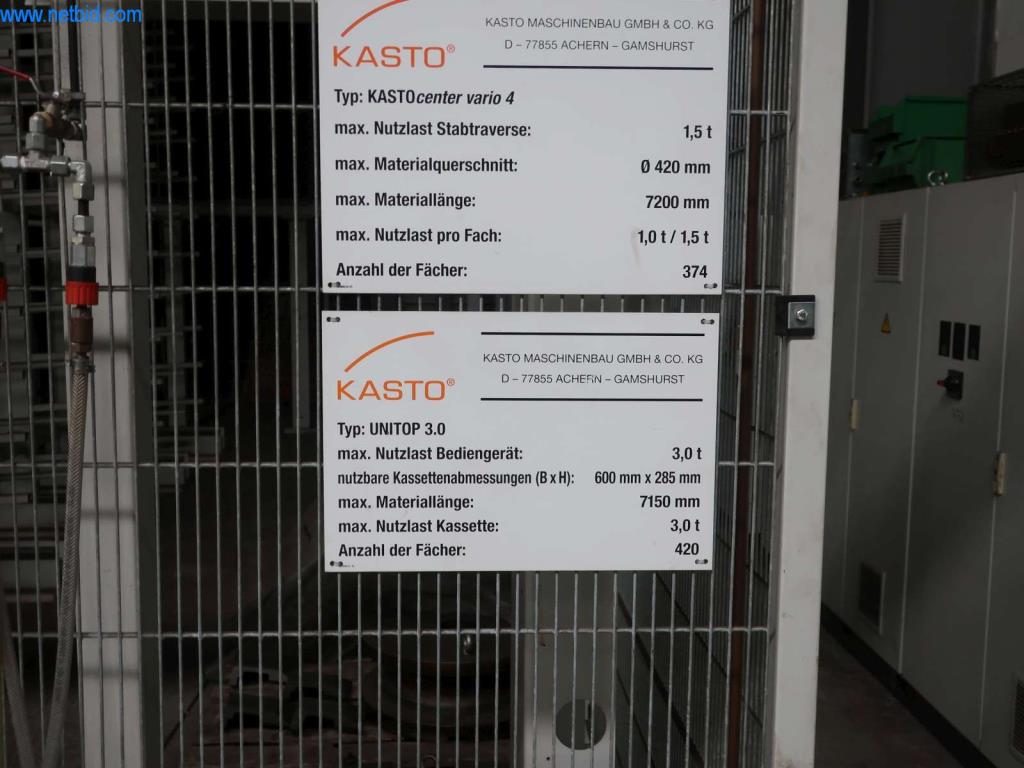 www.netbid.com
KASTO®
KASTO MASCHINENBAU GMBH & CO. KG
D – 77855 ACHERN – GAMSHURST
Typ: KASTOcenter vario 4
max. Nutzlast Stabtraverse: 1,5 t
max. Materialquerschnitt: Ø 420 mm
max. Materiallänge: 7200 mm
max. Nutzlast pro Fach: 1,0 t / 1,5 t
Anzahl der Fächer: 374
KASTO®
KASTO MASCHINENBAU GMBH & CO. KG
D – 77855 ACHERN – GAMSHURST
Typ: UNITOP 3.0
max. Nutzlast Bediengerät: 3,0 t
nutzbare Kassettenabmessungen (B x H): 600 mm x 285 mm
max. Materiallänge: 7150 mm
max. Nutzlast Kassette: 3,0 t
Anzahl der Fächer: 420